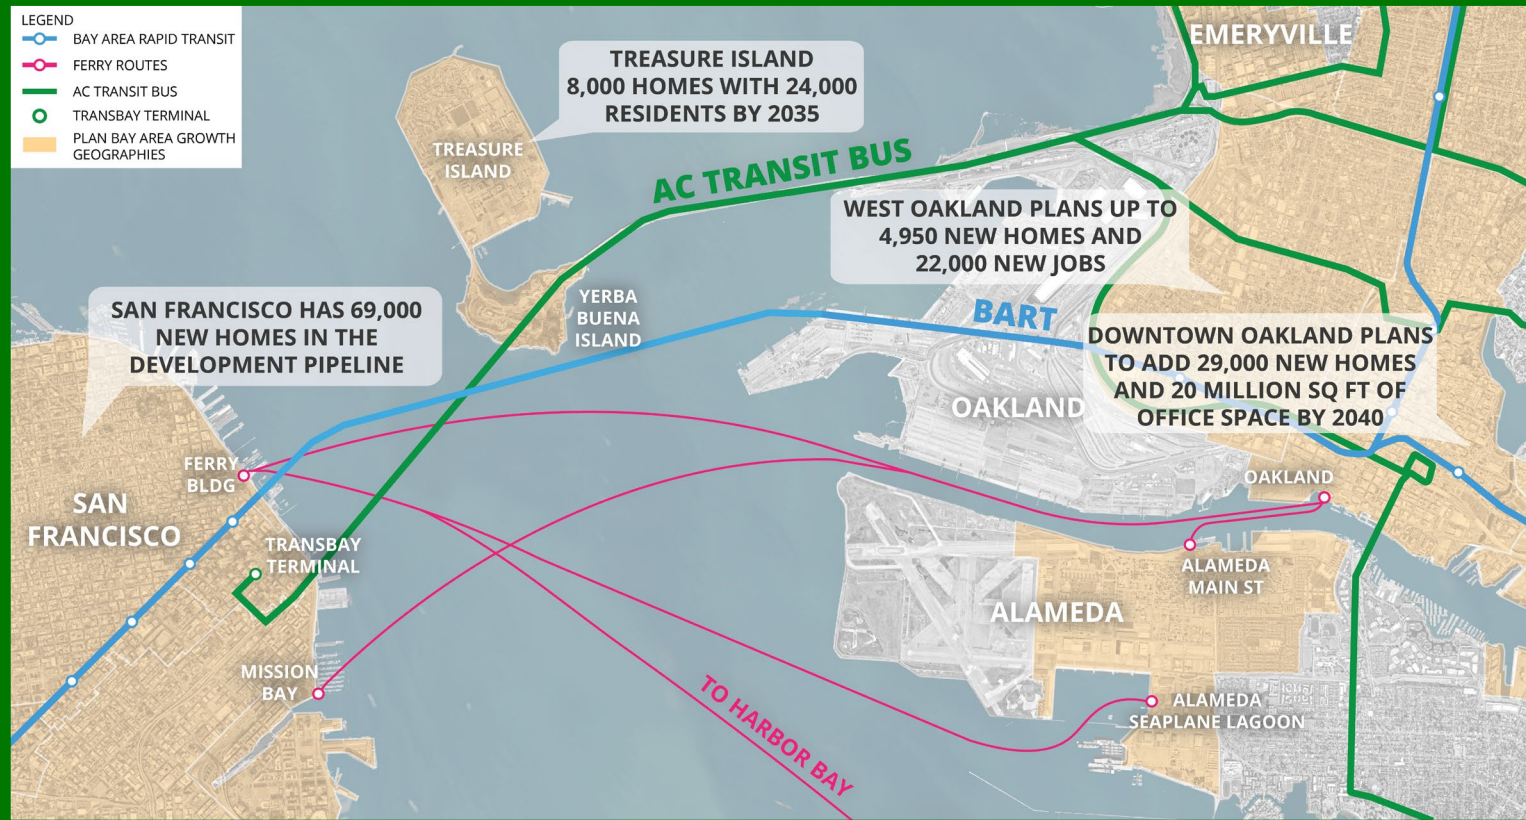 LEGEND
BAY AREA RAPID TRANSIT
FERRY ROUTES
AC TRANSIT BUS
TRANSBAY TERMINAL
PLAN BAY AREA GROWTH
GEOGRAPHIES
EMERYVILLE
TREASURE ISLAND
8,000 HOMES WITH 24,000
RESIDENTS BY 2035
TREASURE
ISLAND
AC TRANSIT BUS
WEST OAKLAND PLANS UP TO
4,950 NEW HOMES AND
22,000 NEW JOBS
SAN FRANCISCO HAS 69,000
NEW HOMES IN THE
DEVELOPMENT PIPELINE
YERBA
BUENA
ISLAND
BART
DOWNTOWN OAKLAND PLANS
TO ADD 29,000 NEW HOMES
AND 20 MILLION SQ FT OF
OFFICE SPACE BY 2040
OAKLAND
FERRY
BLDG
SAN
FRANCISCO
OAKLAND
TRANSBAY
TERMINAL
ALAMEDA
MAIN ST
ALAMEDA
MISSION
BAY
TO HARBOR BAY
ALAMEDA
SEAPLANE LAGOON